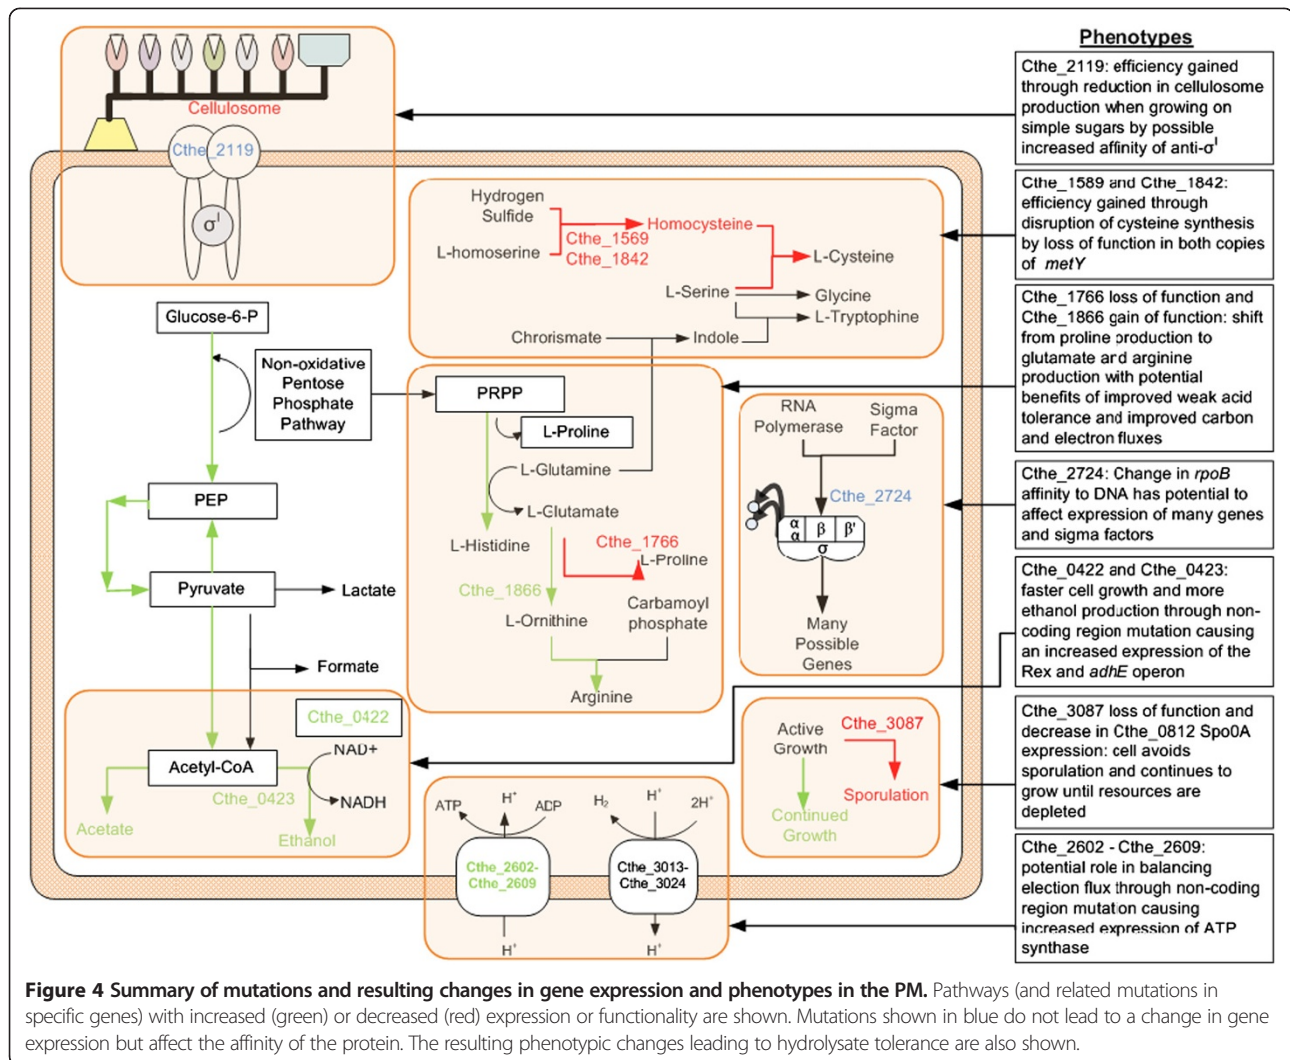 Phenotypes
Cellulosome
Cthe_2119
σI
Cthe_2119: efficiency gained
through reduction in cellulosome
production when growing on
simple sugars by possible
increased affinity of anti-σI
Hydrogen
Sulfide
L-homoserine
Cthe_1569
Cthe_1842
Homocysteine
L-Cysteine
L-Serine
Glycine
L-Tryptophine
Chrorismate
Indole
Cthe_1589 and Cthe_1842:
efficiency gained through
disruption of cysteine synthesis
by loss of function in both copies
of metY
Glucose-6-P
Non-oxidative
Pentose
Phosphate
Pathway
PEP
Pyruvate
Lactate
Formate
PRPP
L-Proline
L-Glutamine
L-Glutamate
L-Histidine
Cthe_1766
L-Proline
Cthe_1866
L-Ornithine
Carbamoyl
phosphate
Arginine
Cthe_1766 loss of function and
Cthe_1866 gain of function: shift
from proline production to
glutamate and arginine
production with potential
benefits of improved weak acid
tolerance and improved carbon
and electron fluxes
RNA
Polymerase
Sigma
Factor
Cthe_2724
α
α
β
β'
σ
Many
Possible
Genes
Cthe_2724: Change in rpoB
affinity to DNA has potential to
affect expression of many genes
and sigma factors
Cthe_0422
Acetyl-CoA
NAD+
NADH
Cthe_0423
Acetate
Ethanol
Cthe_0422 and Cthe_0423:
faster cell growth and more
ethanol production through non-
coding region mutation causing
an increased expression of the
Rex and adhE operon
Active
Growth
Cthe_3087
Sporulation
Continued
Growth
Cthe_3087 loss of function and
decrease in Cthe_0812 Spo0A
expression: cell avoids
sporulation and continues to
grow until resources are
depleted
ATP
H+
ADP
Cthe_2602-
Cthe_2609
H+
H2
H+
2H+
Cthe_3013-
Cthe_3024
H+
Cthe_2602 - Cthe_2609:
potential role in balancing
election flux through non-coding
region mutation causing
increased expression of ATP
synthase
Figure 4 Summary of mutations and resulting changes in gene expression and phenotypes in the PM. Pathways (and related mutations in
specific genes) with increased (green) or decreased (red) expression or functionality are shown. Mutations shown in blue do not lead to a change in gene
expression but affect the affinity of the protein. The resulting phenotypic changes leading to hydrolysate tolerance are also shown.